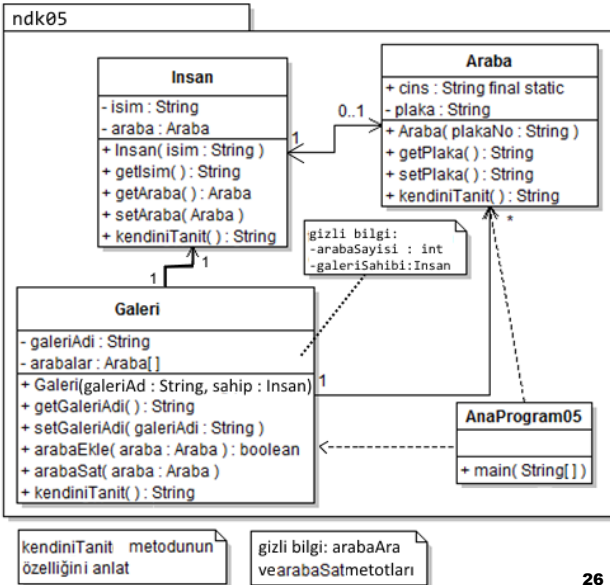 ndk05
Insan
- isim : String
- araba : Araba
+ Insan( isim : String )
+ getIsim( ) : String
+ getAraba( ) : Araba
+ setAraba( Araba )
+ kendiniTanit( ) : String
Araba
+ cins : String final static
- plaka : String
+ Araba( plakaNo : String )
+ getPlaka( ) : String
+ setPlaka( ) : String
+ kendiniTanit( ) : String
0..1
1
*
gizli bilgi:
-arabaSayisi : int
-galeriSahibi:Insan
1
1
Galeri
- galeriAdi : String
- arabalar : Araba[ ]
+ Galeri(galeriAd : String, sahip : Insan)
+ getGaleriAdi( ) : String
+ setGaleriAdi( galeriAdi : String )
+ arabaEkle( araba : Araba ) : boolean
+ arabaSat( araba : Araba )
+ kendiniTanit( ) : String
1
AnaProgram05
+ main( String[ ] )
kendiniTanit metodunun
özelliğini anlat
gizli bilgi: arabaAra
vearabaSatmetotları
26